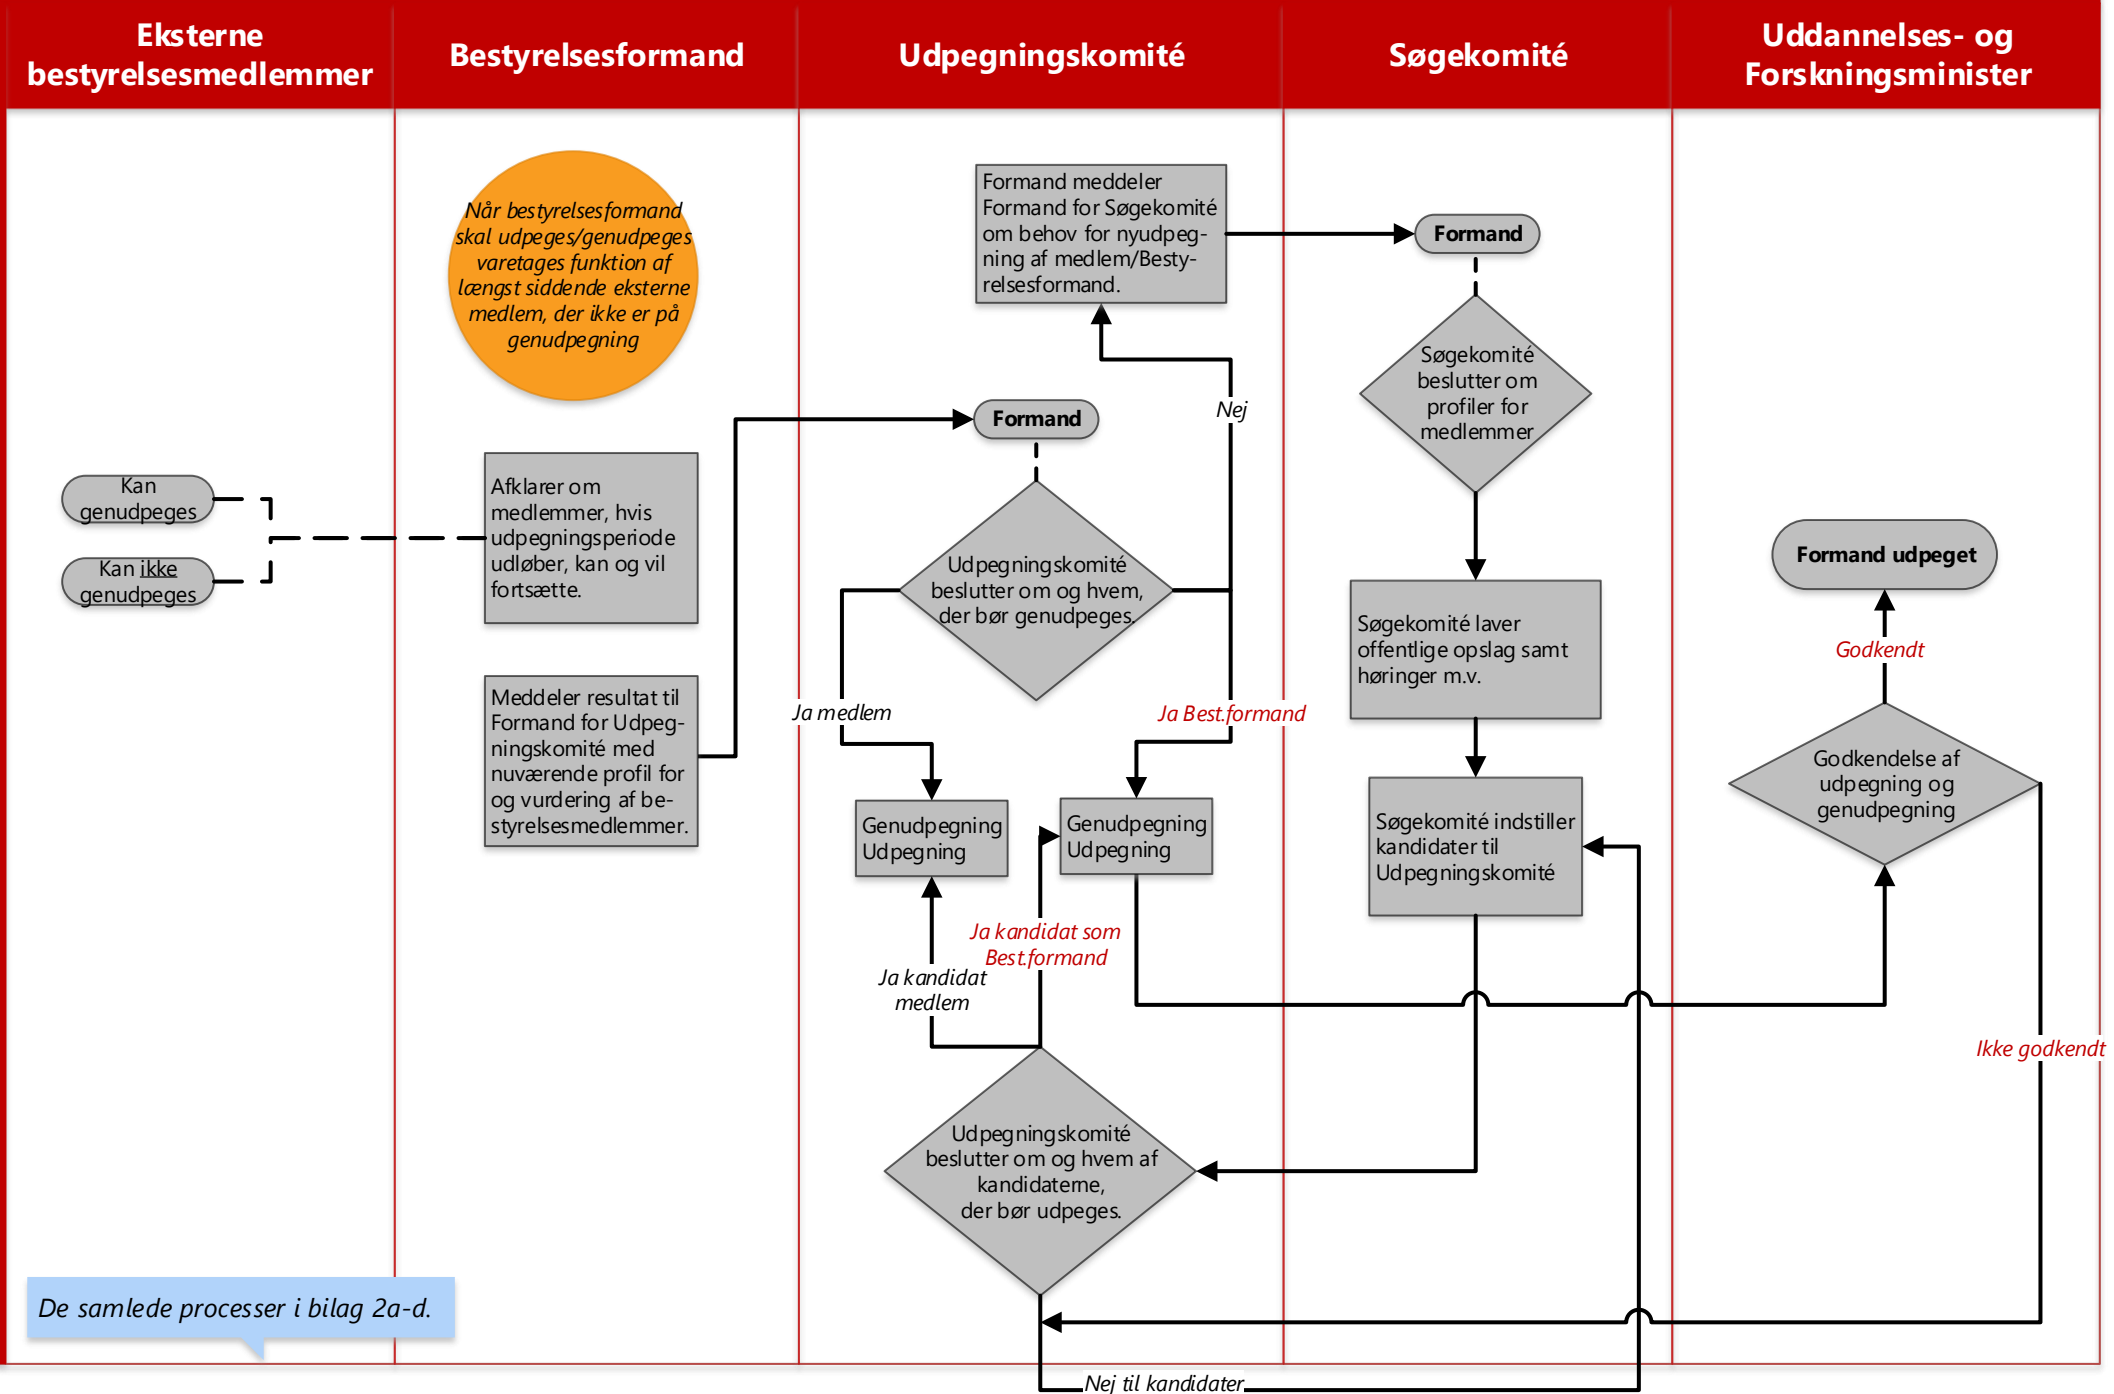 Eksterne
bestyrelsesmedlemmer
Bestyrelsesformand
Udpegningskomité
Søgekomité
Uddannelses- og
Forskningsminister
Når bestyrelsesformand
skal udpeges/genudpeges
varetages funktion af
længst siddende eksterne
medlem, der ikke er på
genudpegning
Kan
genudpeges
Kan ikke
genudpeges
Afklarer om
medlemmer, hvis
udpegningsperiode
udløber, kan og vil
fortsætte.
Meddeler resultat til
Formand for Udpeg-
ningskomité med
nuværende profil for
og vurdering af be-
styrelsesmedlemmer.
Formand meddeler
Formand for Søgekomité
om behov for nyudpeg-
ning af medlem/Besty-
relsesformand.
Formand
Nej
Udpegningskomité
beslutter om og hvem,
der bør genudpeges.
Ja medlem
Ja Best.formand
Genudpegning
Udpegning
Genudpegning
Udpegning
Ja kandidat som
Best.formand
Ja kandidat
medlem
Udpegningskomité
beslutter om og hvem af
kandidaterne,
der bør udpeges.
Nej til kandidater
Formand
Søgekomité
beslutter om
profiler for
medlemmer
Søgekomité laver
offentlige opslag samt
høringer m.v.
Søgekomité indstiller
kandidater til
Udpegningskomité
Formand udpeget
Godkendt
Godkendelse af
udpegning og
genudpegning
Ikke godkendt
De samlede processer i bilag 2a-d.